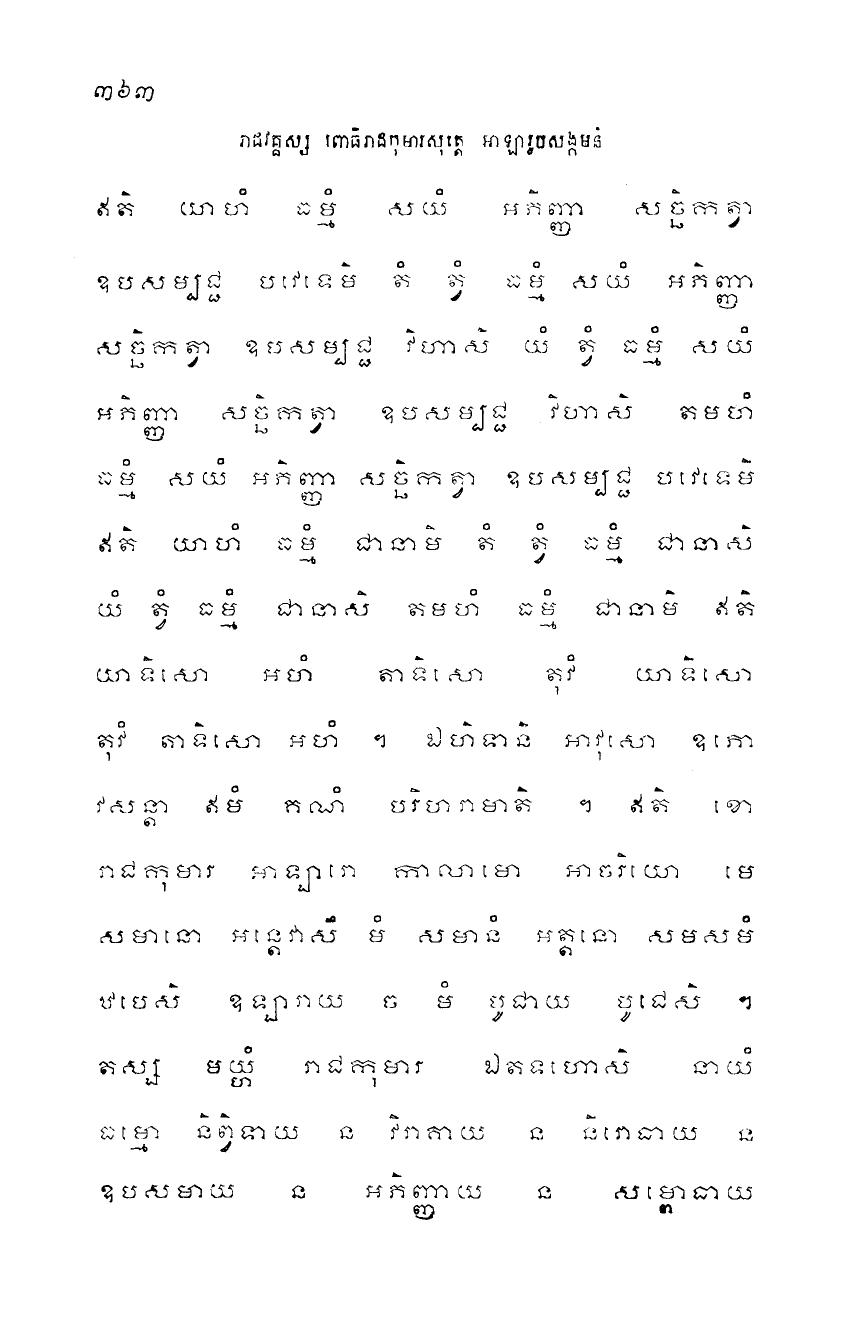 ៣៦៣
រាជវគ្គស្ស ពោធិរាជកុមារសុត្តេ អាឡារូបសង្កមនំ
ឥតិ យាហំ ធម្មំ សយំ អភិញ្ញា សច្ឆិកត្វា
ឧបសម្បជ្ជ បវេទេមិ តំ ត្វំ ធម្មំ សយំ អភិញ្ញា
សច្ឆិកត្វា ឧបសម្បជ្ជ វិហាសិ យំ ត្វំ ធម្មំ សយំ
អភិញ្ញា សច្ឆិកត្វា ឧបសម្បជ្ជ វិហាសិ តមហំ
ធម្មំ សយំ អភិញ្ញា សច្ឆិកត្វា ឧបសម្បជ្ជ បវេទេមិ
ឥតិ យាហំ ធម្មំ ជានាមិ តំ ត្វំ ធម្មំ ជានាសិ
យំ ត្វំ ធម្មំ ជានាសិ តមហំ ធម្មំ ជានាមិ ឥតិ
យាទិសោ អហំ តាទិសោ តុវំ យាទិសោ
តុវំ តាទិសោ អហំ ។ ឯហិទានិ អាវុសោ ឧភោ
វសន្តា ឥមំ គណំ បរិហរាមាតិ ។ ឥតិ ខោ
រាជកុមារ អាឡ្ហារោ កាលាមោ អាចរិយោ មេ
សមានោ អន្តេវាសឹ មំ សមានំ អត្តនោ សមសមំ
ឋបេសិ ឧឡ្ហារាយ ច មំ បូជាយ បូជេសិ ។
តស្ស មយ្ហំ រាជកុមារ ឯតទហោសិ នាយំ
ធម្មោ និព្វិទាយ ន វិរាគាយ ន និរោធាយ ន
ឧបសមាយ ន អភិញ្ញាយ ន សម្ពោធាយ